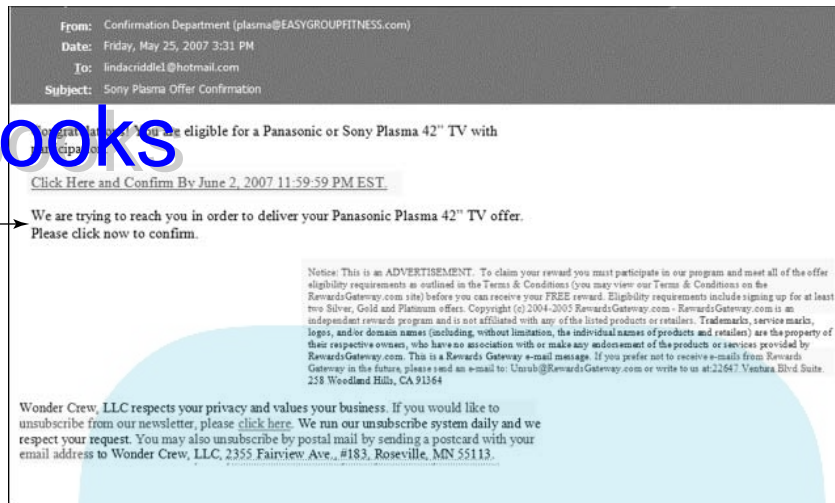 From: Confirmation Department (plasma@EASYGROUPFITNESS.com)
Date: Friday, May 25, 2007 3:31 PM
To: lindacriddle1@hotmail.com
Subject: Sony Plasma Offer Confirmation
ooks
Congratulations! You are eligible for a Panasonic or Sony Plasma 42" TV with
participation.
Click Here and Confirm By June 2, 2007 11:59:59 PM EST.
We are trying to reach you in order to deliver your Panasonic Plasma 42" TV offer.
Please click now to confirm.
Notice: This is an ADVERTISEMENT. To claim your reward you must participate in our program and meet all of the offer
eligibility requirements as outlined in the Terms & Conditions (you may view our Terms & Conditions on the
RewardsGateway.com site) before you can receive your FREE reward. Eligibility requirements include signing up for at least
two Silver, Gold and Platinum offers. Copyright (c) 2004-2005 RewardsGateway.com - RewardsGateway.com is an
independent rewards program and is not affiliated with any of the listed products or retailers. Trademarks, service marks,
logos, and/or domain names (including, without limitation, the individual names of products and retailers) are the property of
their respective owners, who have no association with or make any endorsement of the products or services provided by
RewardsGateway.com. This is a Rewards Gateway e-mail message. If you prefer not to receive e-mails from Rewards
Gateway in the future, please send an e-mail to: Unsub@RewardsGateway.com or write to us at:22647 Ventura Blvd Suite.
258 Woodland Hills, CA 91364
Wonder Crew, LLC respects your privacy and values your business. If you would like to
unsubscribe from our newsletter, please click here. We run our unsubscribe system daily and we
respect your request. You may also unsubscribe by postal mail by sending a postcard with your
email address to Wonder Crew, LLC, 2355 Fairview Ave., #183, Roseville, MN 55113.